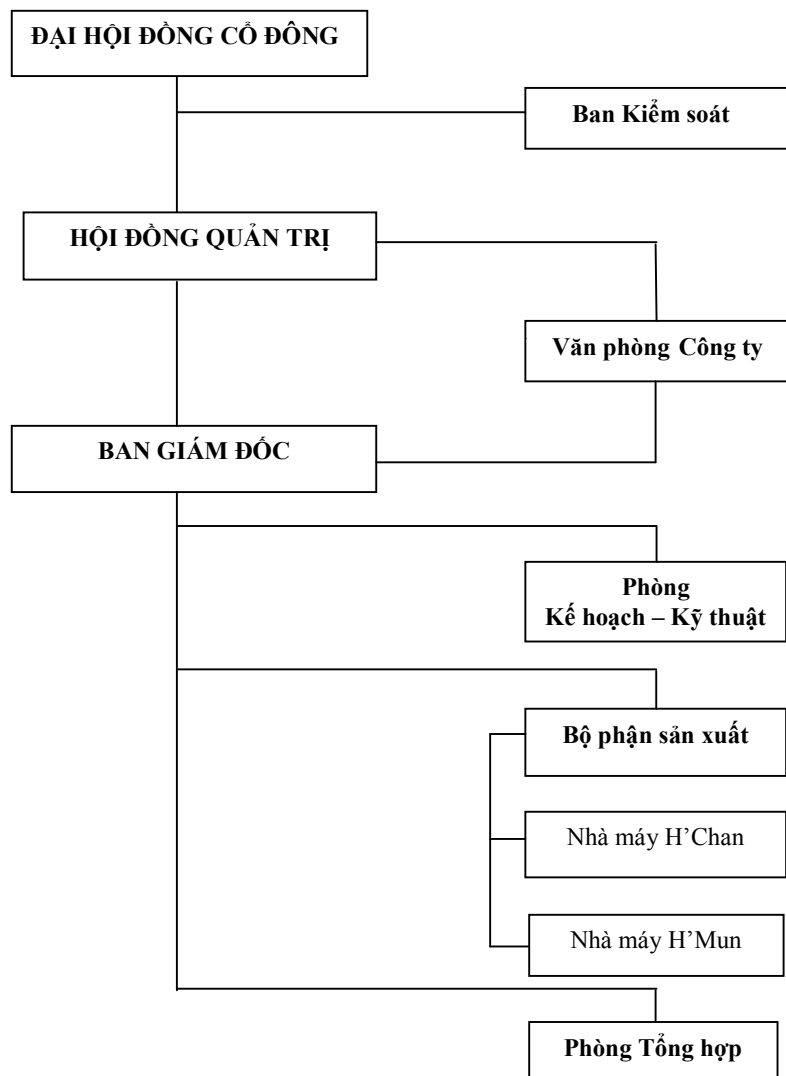 ĐẠI HỘI ĐỒNG CỔ ĐÔNG
Ban Kiểm soát
HỘI ĐỒNG QUẢN TRỊ
Văn phòng Công ty
BAN GIÁM ĐỐC
Phòng
Kế hoạch – Kỹ thuật
Bộ phận sản xuất
Nhà máy H’Chan
Nhà máy H’Mun
Phòng Tổng hợp